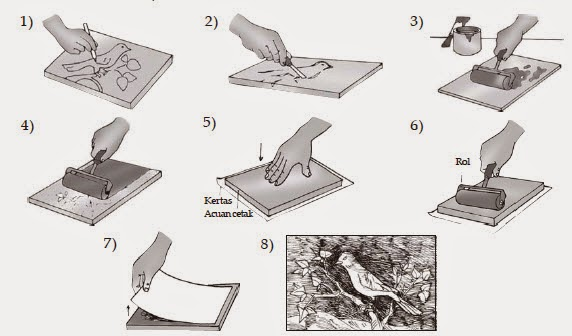 1)
2)
3)
4)
5)
6)
Rol
Kertas
Acuan cetak
7)
8)